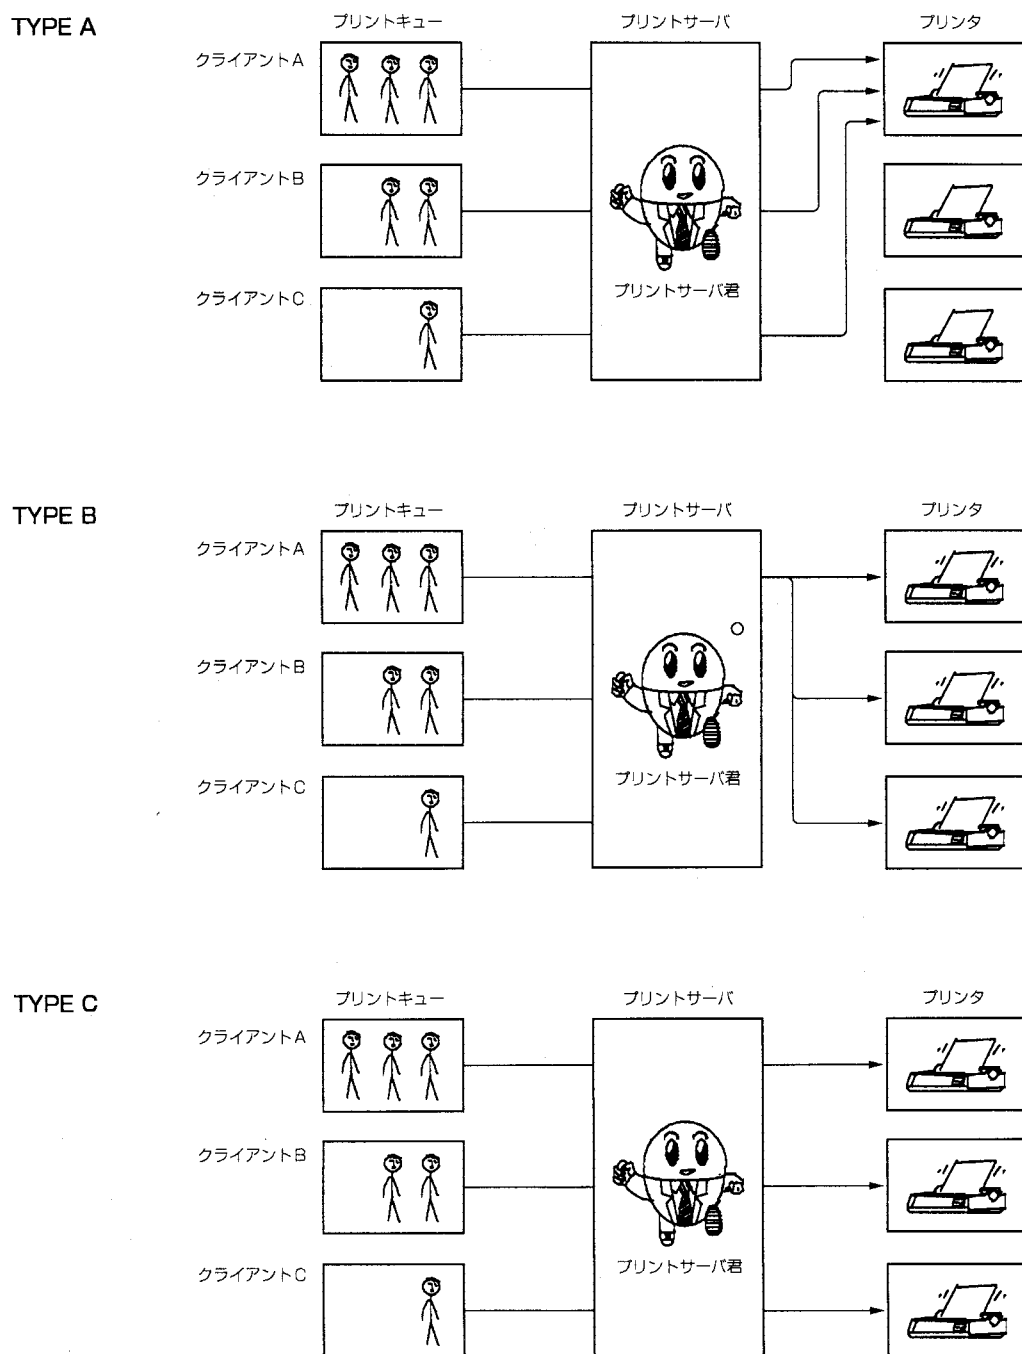 TYPE A
プリントキュー
プリントサーバ
プリンタ
クライアントA
クライアントB
クライアントC
プリントサーバ君
TYPE B
プリントキュー
プリントサーバ
プリンタ
クライアントA
クライアントB
クライアントC
プリントサーバ君
TYPE C
プリントキュー
プリントサーバ
プリンタ
クライアントA
クライアントB
クライアントC
プリントサーバ君